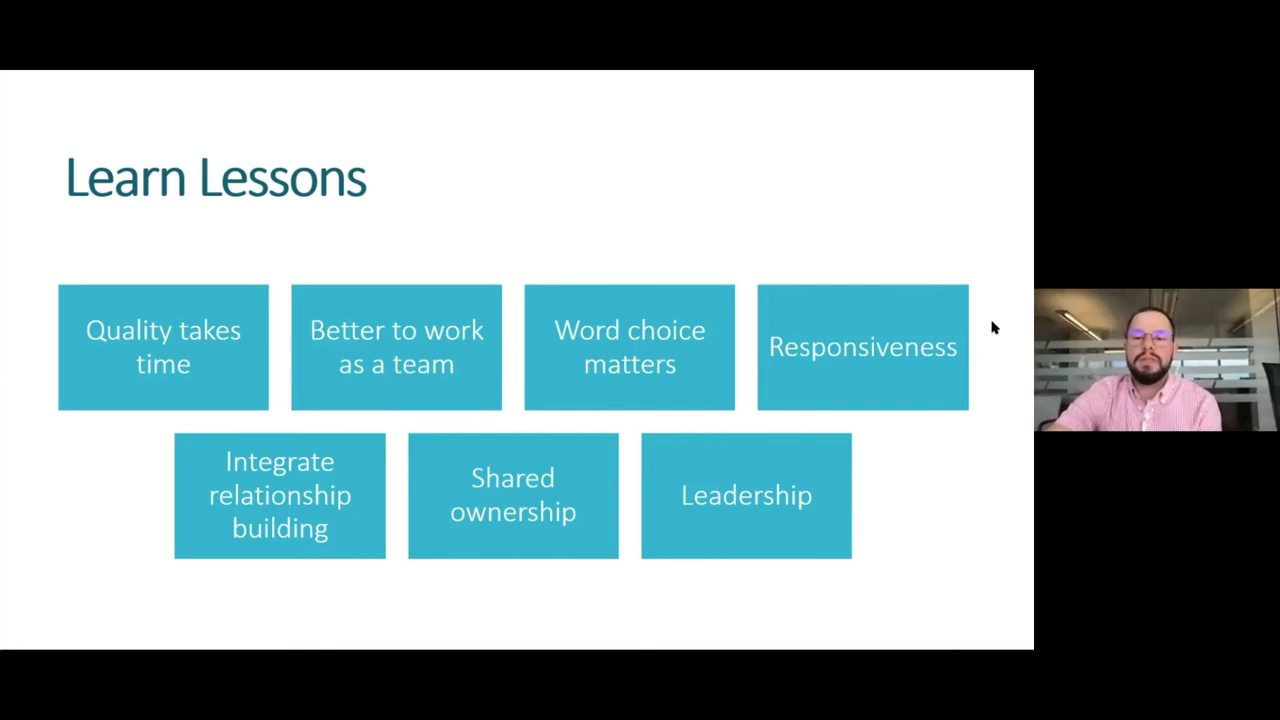 Learn Lessons
Quality takes
time
Better to work
as a team
Word choice
matters
Responsiveness
Integrate
relationship
building
Shared
ownership
Leadership